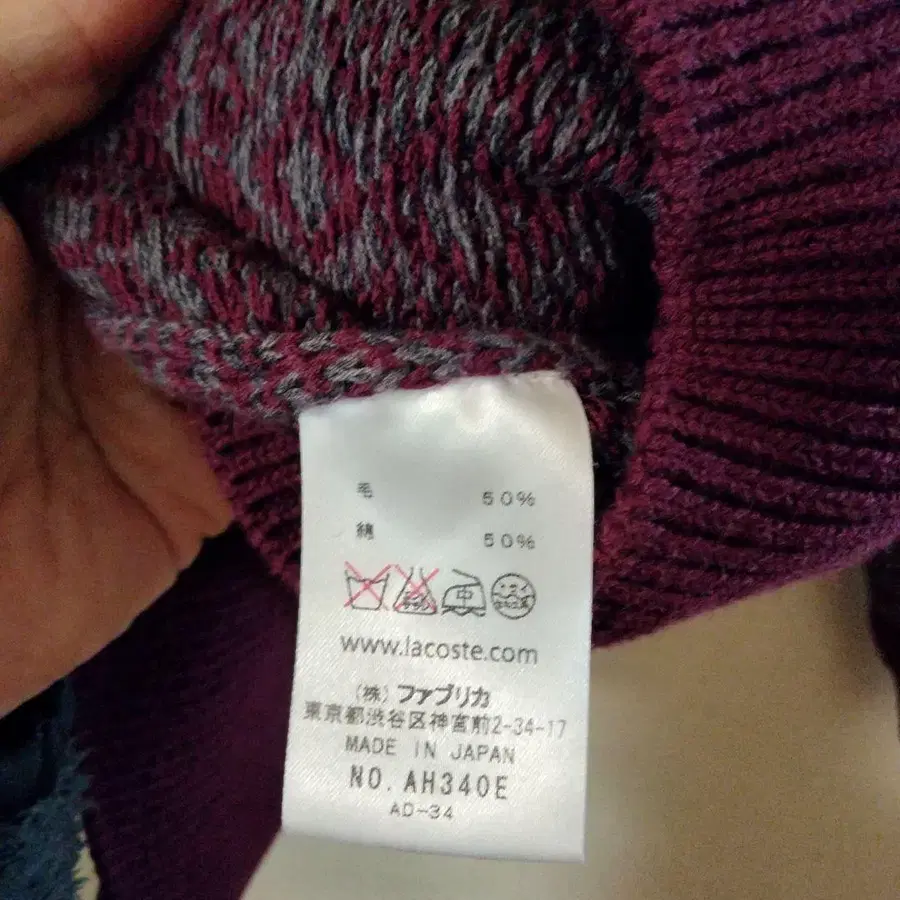 毛 50%
綿 50%
中
www.lacoste.com
(株) ファブリカ
東京都渋谷区神宮前2-34-17
MADE IN JAPAN
NO. AH340E
AD-34